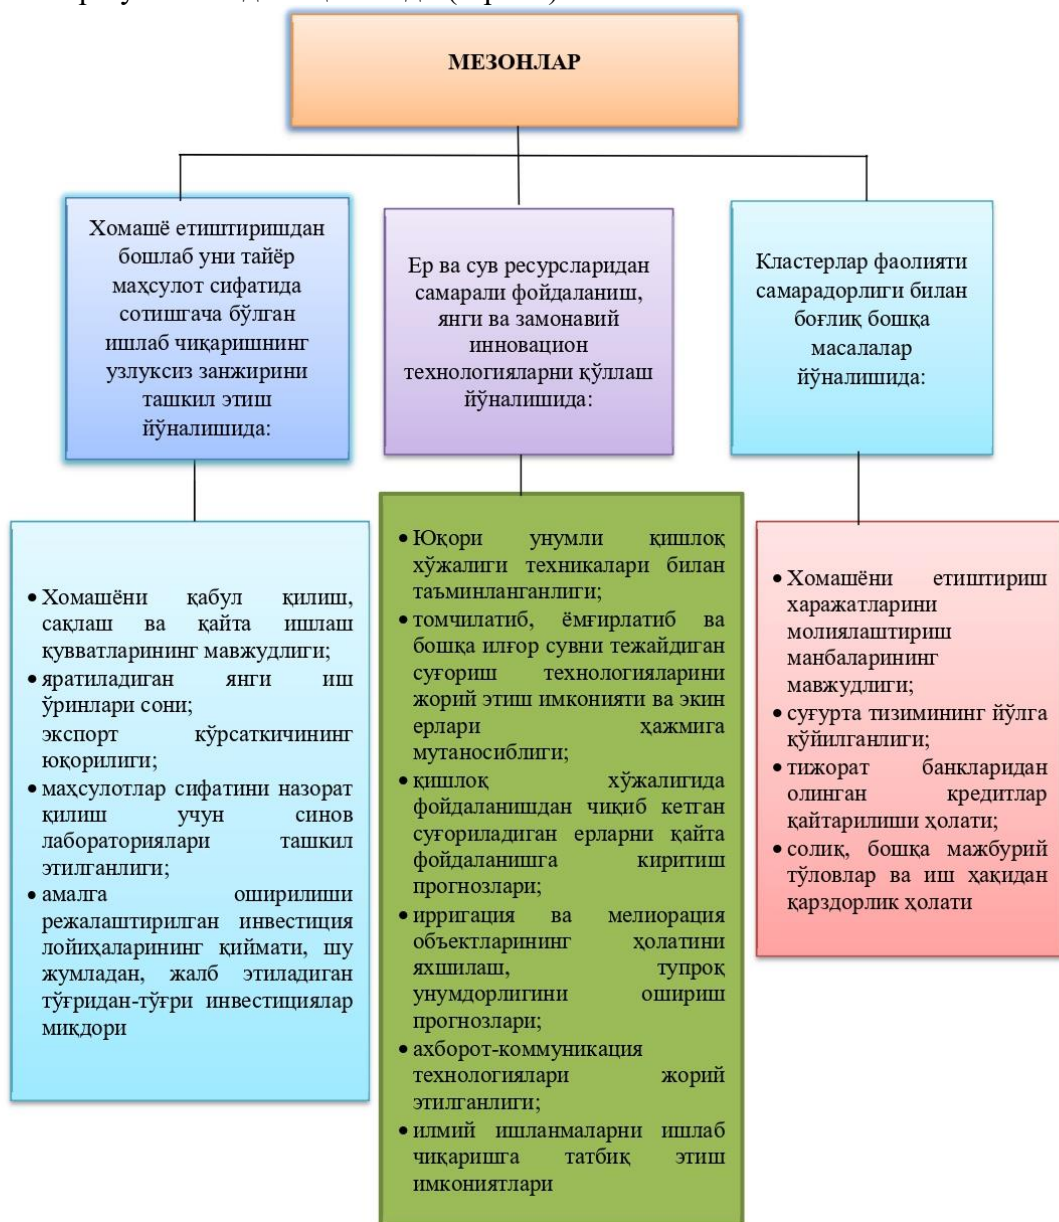 МЕЗОНЛАР
Хомашё етиштиришдан
бошлаб уни тайёр
маҳсулот сифатида
сотишгача бўлган
ишлаб чиқаришнинг
узлуксиз занжирини
ташкил этиш
йўналишида:
Ер ва сув ресурсларидан
самарали фойдаланиш,
янги ва замонавий
инновацион
технологияларни қўллаш
йўналишида:
Кластерлар фаолияти
самарадорлиги билан
боғлиқ бошқа
масалалар
йўналишида:
• Хомашёни қабул қилиш,
сақлаш ва қайта ишлаш
қувватларининг мавжудлиги;
• яратиладиган янги иш
ўринлари сони;
экспорт кўрсаткичининг
юқорилиги;
• маҳсулотлар сифатини назорат
қилиш учун синов
лабораториялари ташкил
этилганлиги;
• амалга оширилиши
режалаштирилган инвестиция
лойиҳаларининг қиймати, шу
жумладан, жалб этиладиган
тўғридан-тўғри инвестициялар
миқдори
• Юқори унумли қишлоқ
хўжалиги техникалари билан
таъминланганлиги;
• томчилатиб, ёмғирлатиб ва
бошқа илғор сувни тежайдиган
суғориш технологияларини
жорий этиш имконияти ва экин
ерлари ҳажмига
мутаносиблиги;
• қишлоқ хўжалигида
фойдаланишдан чиқиб кетган
суғориладиган ерларни қайта
фойдаланишга киритиш
прогнозлари;
• ирригация ва мелиорация
объектларининг ҳолатини
яхшилаш, тупроқ
унумдорлигини ошириш
прогнозлари;
• ахборот-коммуникация
технологиялари жорий
этилганлиги;
• илмий ишланмаларни ишлаб
чиқаришга татбиқ этиш
имкониятлари
• Хомашёни етиштириш
харажатларини
молиялаштириш
манбаларининг
мавжудлиги;
• суғурта тизимининг йўлга
қўйилганлиги;
• тижорат банкларидан
олинган кредитлар
қайтарилиши ҳолати;
• солиқ, бошқа мажбурий
тўловлар ва иш ҳақидан
қарздорлик ҳолати